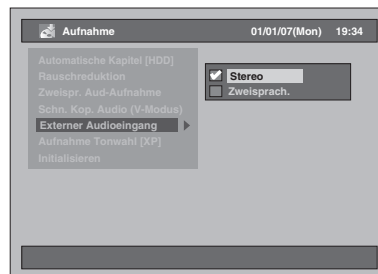 Aufnahme 01/01/07(Mon) 19:34
Automatische Kapitel [HDD]
Rauschreduktion
Zweispr. Aud-Aufnahme
Schn. Kop. Audio (V-Modus)
Externer Audioeingang
Aufnahme Tonwahl [XP]
Initialisieren
Stereo
Zweisprach.